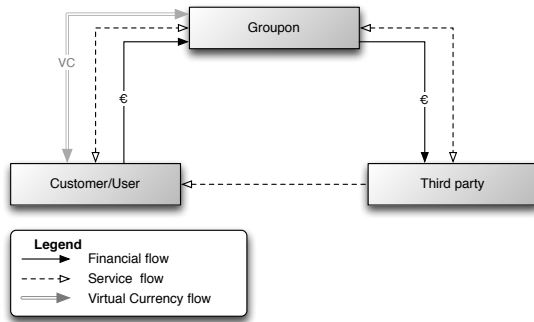 Groupon
VC
€
€
Customer/User
Third party
Legend
Financial flow
Service flow
Virtual Currency flow